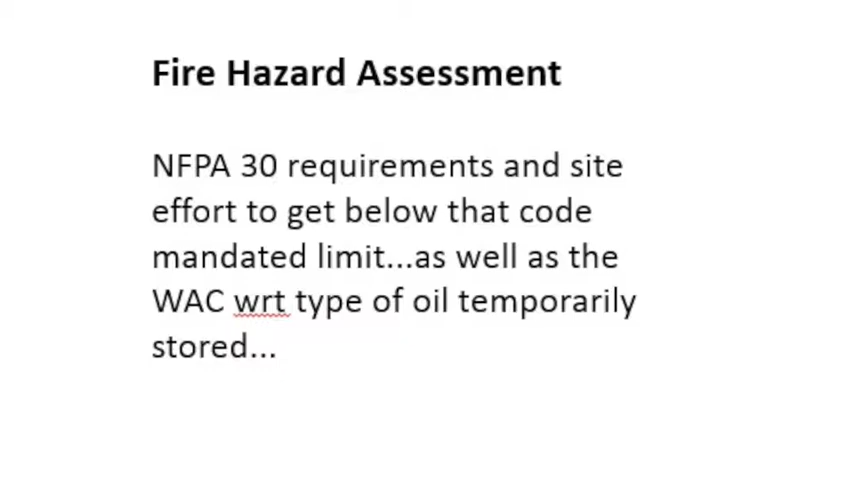 Fire Hazard Assessment
NFPA 30 requirements and site
effort to get below that code
mandated limit...as well as the
WAC wrt type of oil temporarily
stored...